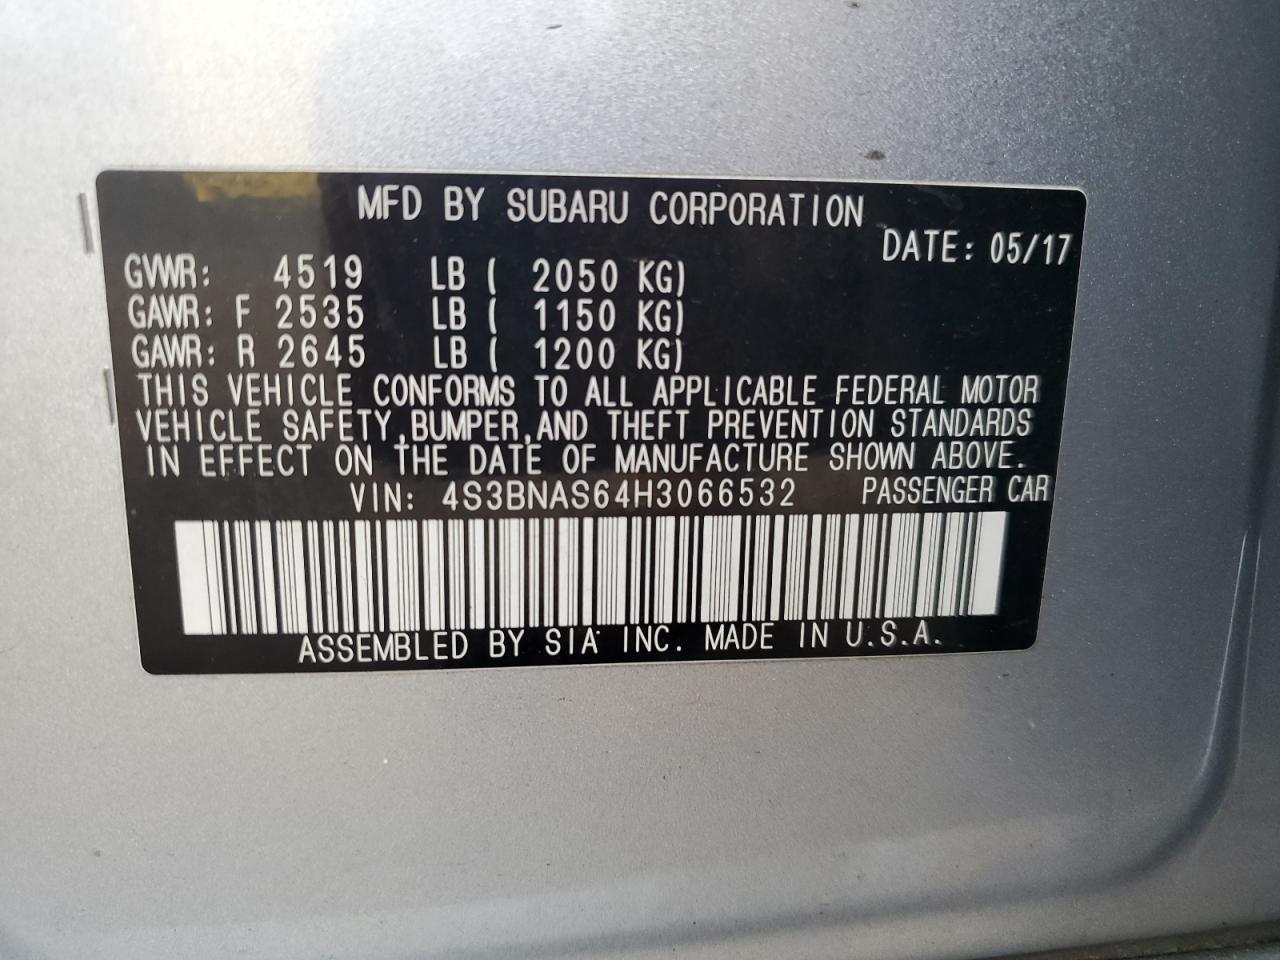 MFD BY SUBARU CORPORATION
DATE: 05/17
GVWR: 4519 LB ( 2050 KG)
GAWR: F 2535 LB ( 1150 KG)
GAWR: R 2645 LB ( 1200 KG)
THIS VEHICLE CONFORMS TO ALL APPLICABLE FEDERAL MOTOR
VEHICLE SAFETY,BUMPER,AND THEFT PREVENTION STANDARDS
IN EFFECT ON THE DATE OF MANUFACTURE SHOWN ABOVE.
VIN: 4S3BNAS64H3066532 PASSENGER CAR
ASSEMBLED BY SIA INC. MADE IN U.S.A.